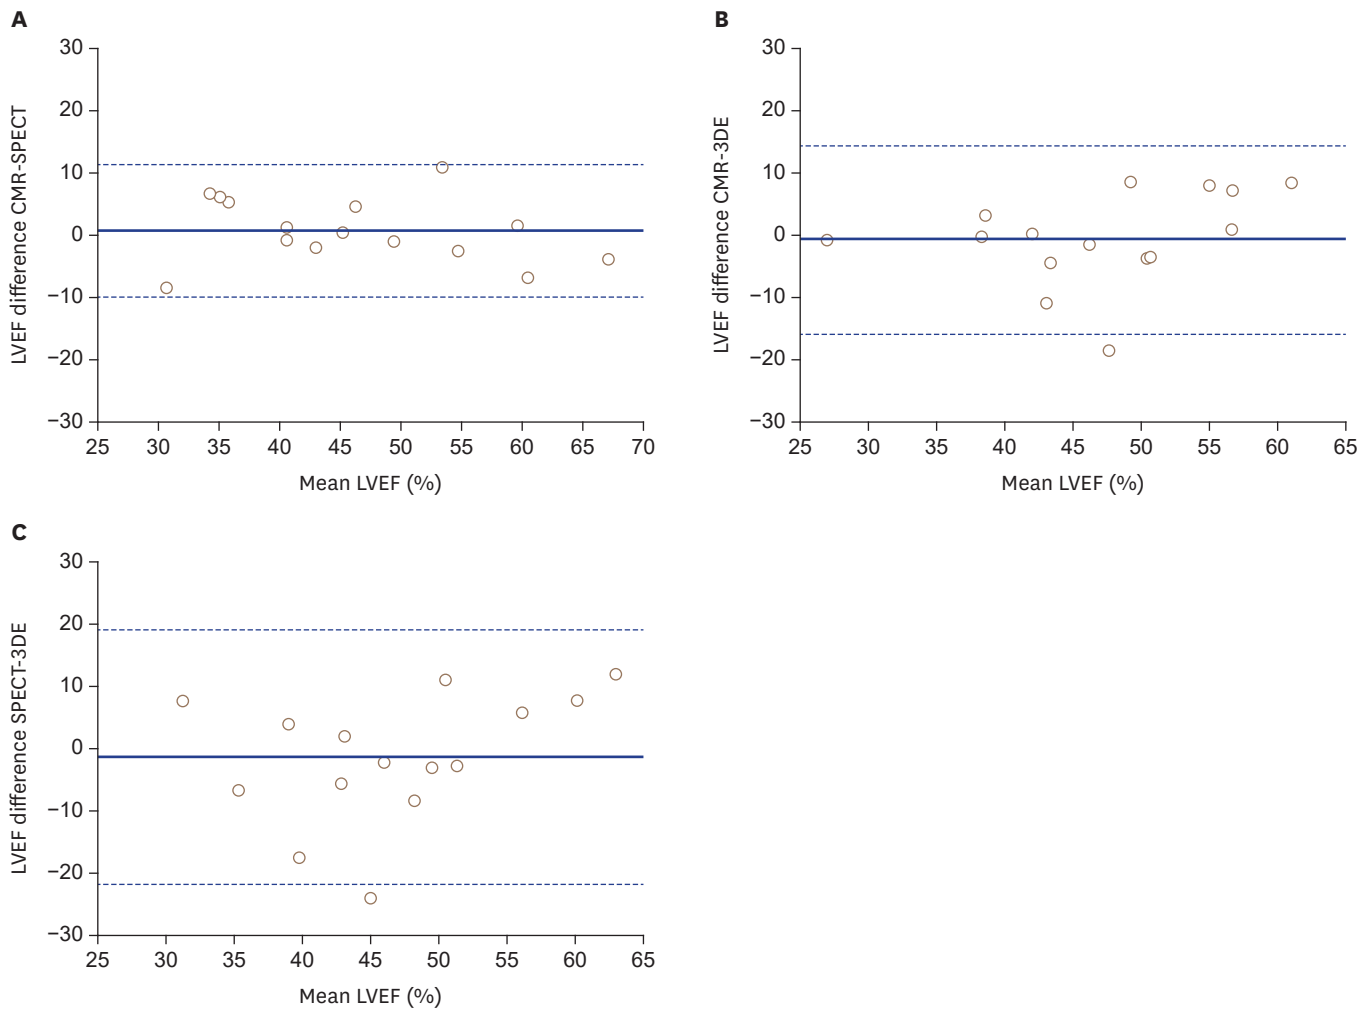 A
LVEF difference CMR-SPECT
30
20
10
0
−10
−20
−30
25 30 35 40 45 50 55 60 65 70
Mean LVEF (%)
B
LVEF difference CMR-3DE
30
20
10
0
−10
−20
−30
25 30 35 40 45 50 55 60 65
Mean LVEF (%)
C
LVEF difference SPECT-3DE
30
20
10
0
−10
−20
−30
25 30 35 40 45 50 55 60 65
Mean LVEF (%)